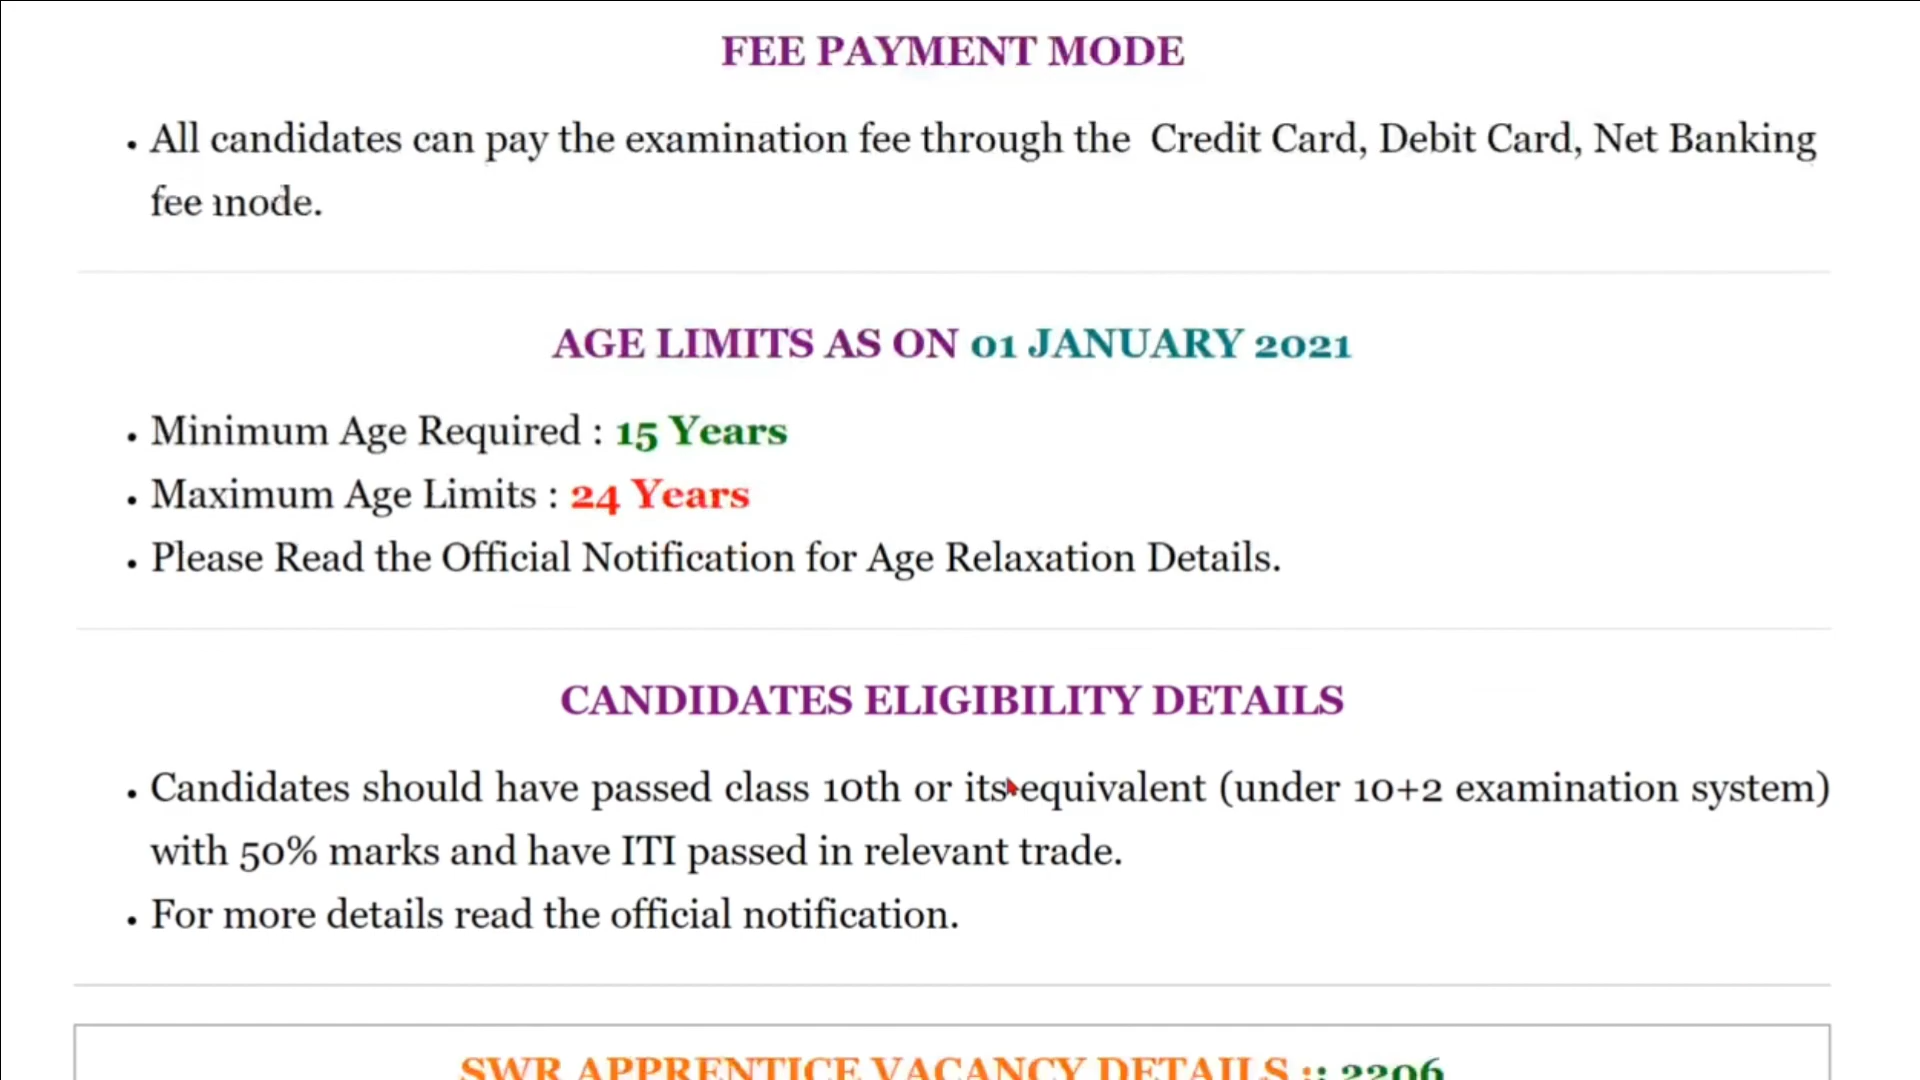 FEE PAYMENT MODE
• All candidates can pay the examination fee through the Credit Card, Debit Card, Net Banking
fee mode.
AGE LIMITS AS ON 01 JANUARY 2021
• Minimum Age Required : 15 Years
• Maximum Age Limits : 24 Years
• Please Read the Official Notification for Age Relaxation Details.
CANDIDATES ELIGIBILITY DETAILS
• Candidates should have passed class 10th or its equivalent (under 10+2 examination system)
with 50% marks and have ITI passed in relevant trade.
• For more details read the official notification.
SWR APPRENTICE VACANCY DETAILS :: 2206